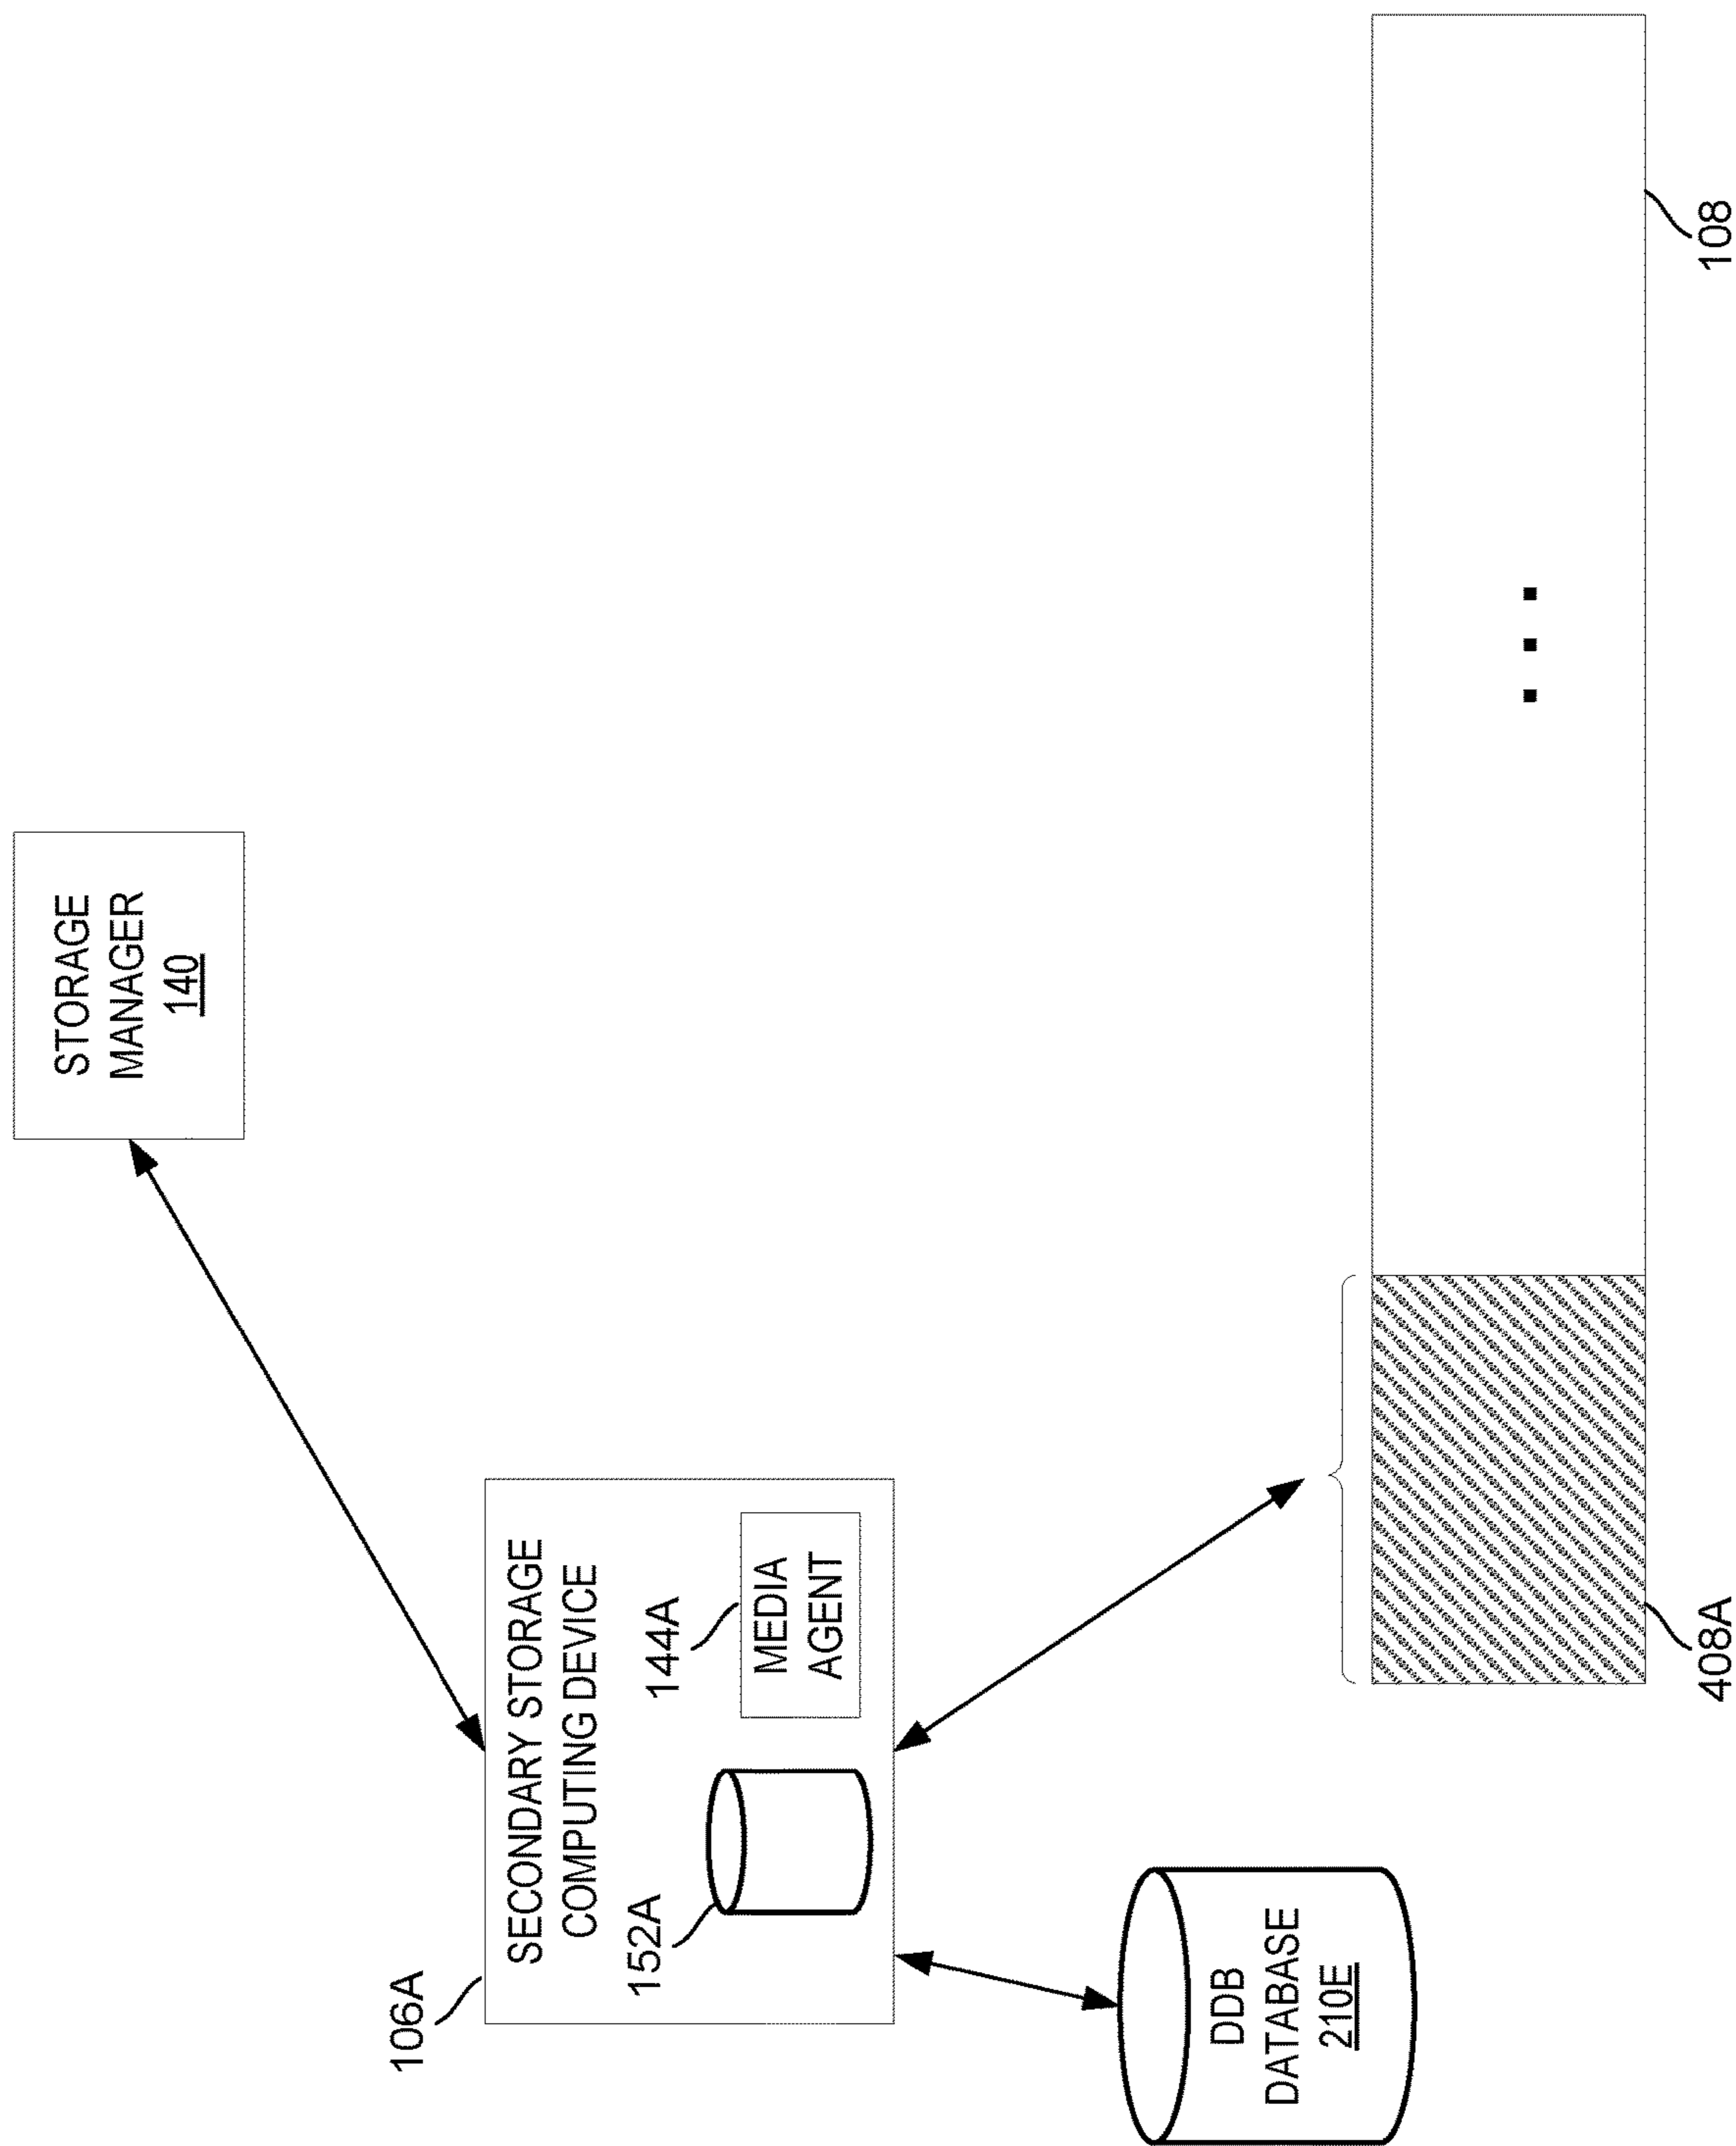 STORAGE
MANAGER
140
106A
SECONDARY STORAGE
COMPUTING DEVICE
152A
144A
MEDIA
AGENT
DDB
DATABASE
210E
408A
108